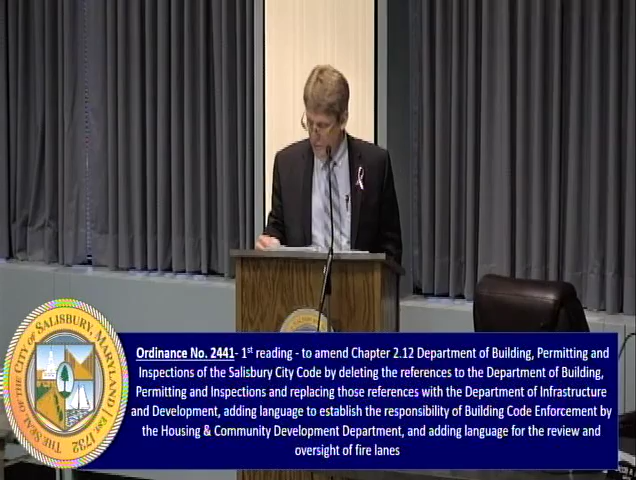 Ordinance No. 2441- 1st reading - to amend Chapter 2.12 Department of Building, Permitting and
Inspections of the Salisbury City Code by deleting the references to the Department of Building,
Permitting and Inspections and replacing those references with the Department of Infrastructure
and Development, adding language to establish the responsibility of Building Code Enforcement by
the Housing & Community Development Department, and adding language for the review and
oversight of fire lanes
THE SEAL OF THE CITY OF SALISBURY, MARYLAND
Est. 1732